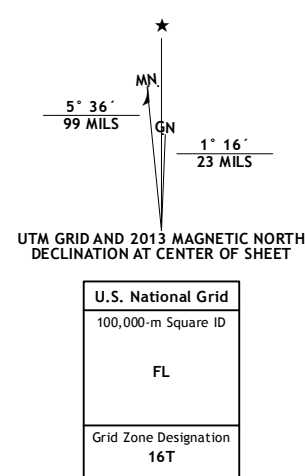 ★
MN
GN
5° 36´
99 MILS
1° 16´
23 MILS
UTM GRID AND 2013 MAGNETIC NORTH
DECLINATION AT CENTER OF SHEET
U.S. National Grid
100,000-m Square ID
FL
Grid Zone Designation
16T